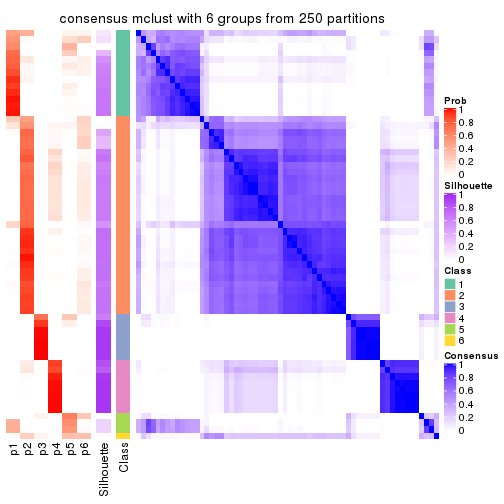 consensus mclust with 6 groups from 250 partitions
Prob
1
0.8
0.6
0.4
0.2
0
Silhouette
1
0.8
0.6
0.4
0.2
0
Class
1
2
3
4
5
6
Consensus
1
0.8
0.6
0.4
0.2
0
p1
p2
p3
p4
p5
p6
Silhouette
Class